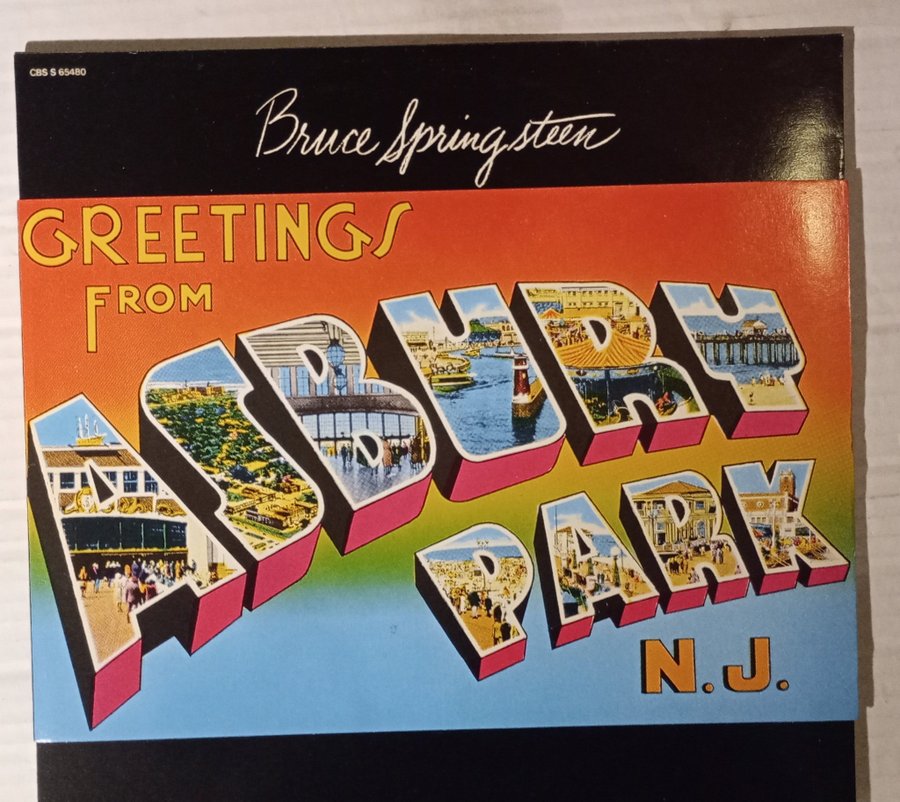 CBS S 65480
Bruce Springsteen
GREETINGS
FROM
ASBURY
PARK
N.J.